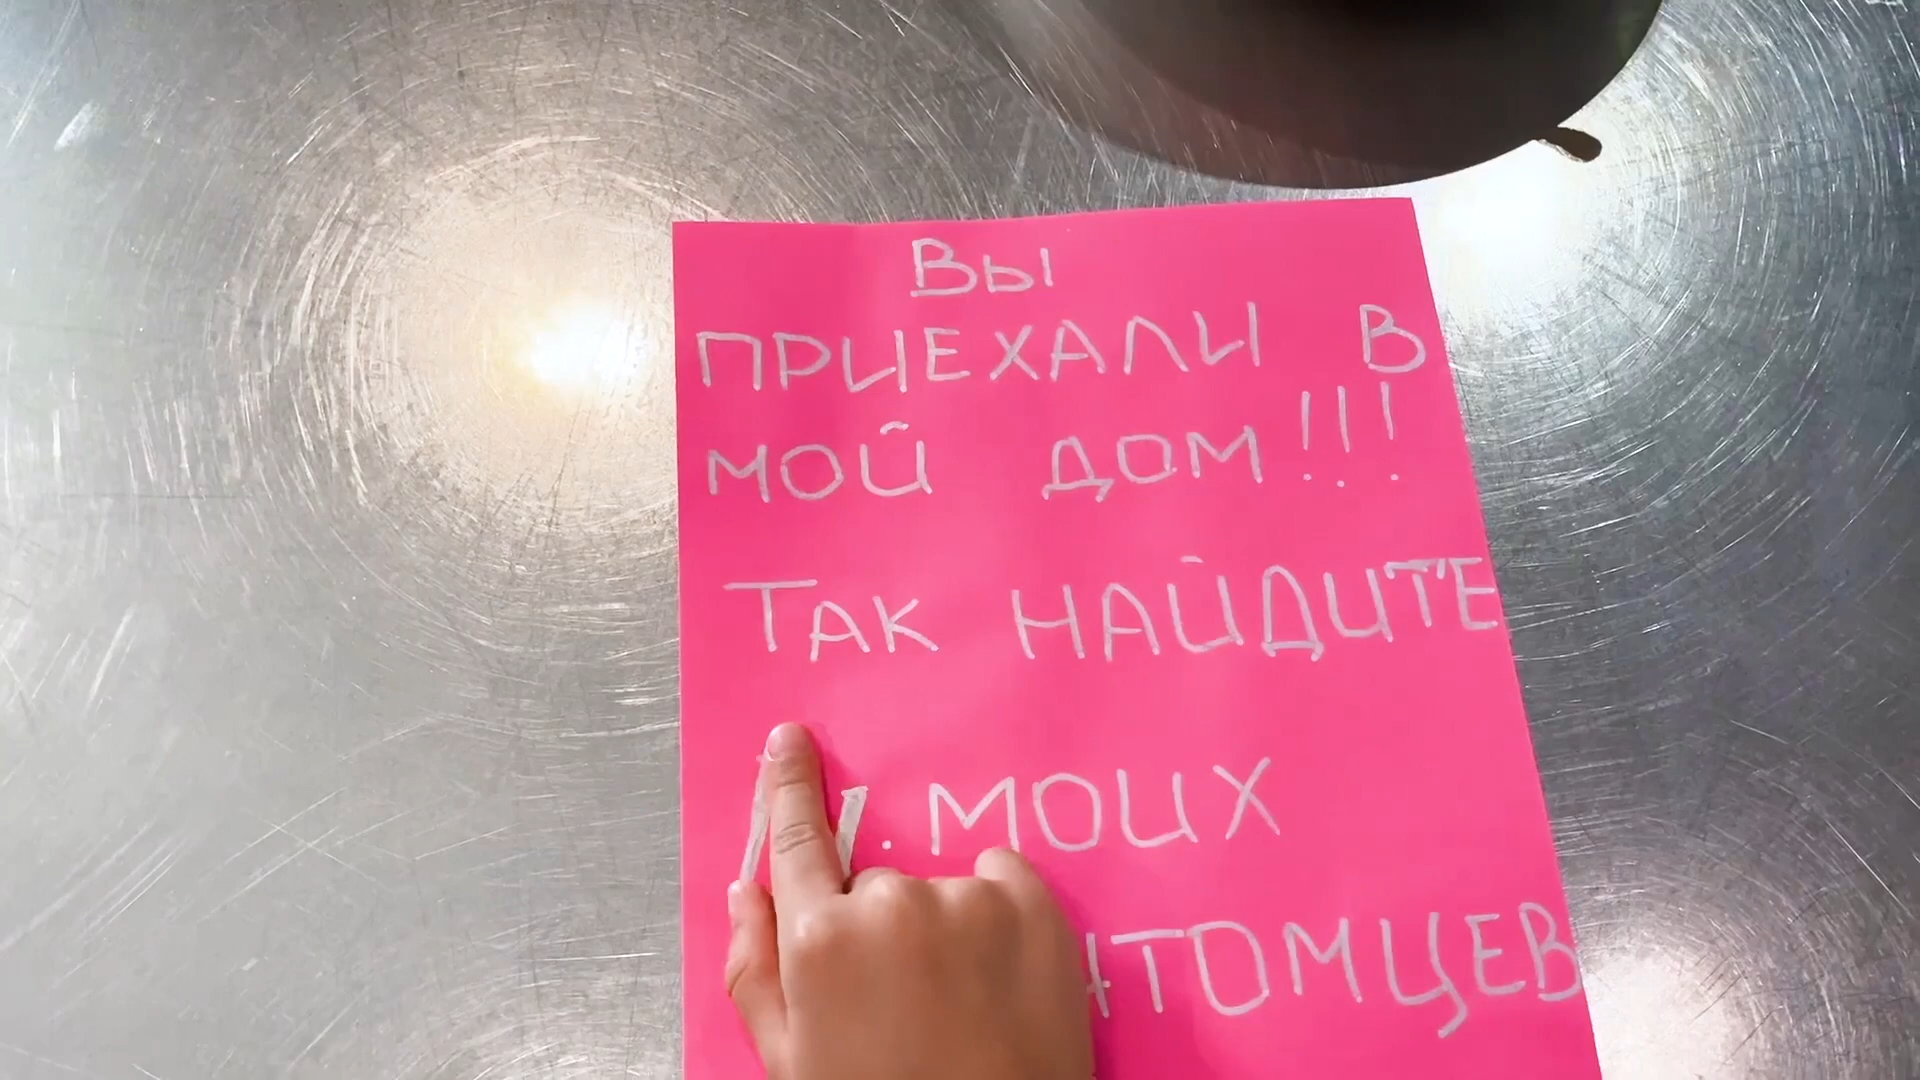 Вы
ПРИЕХАЛИ В
МОЙ ДОМ!!!
ТАК НАЙДИТЕ
МОИХ